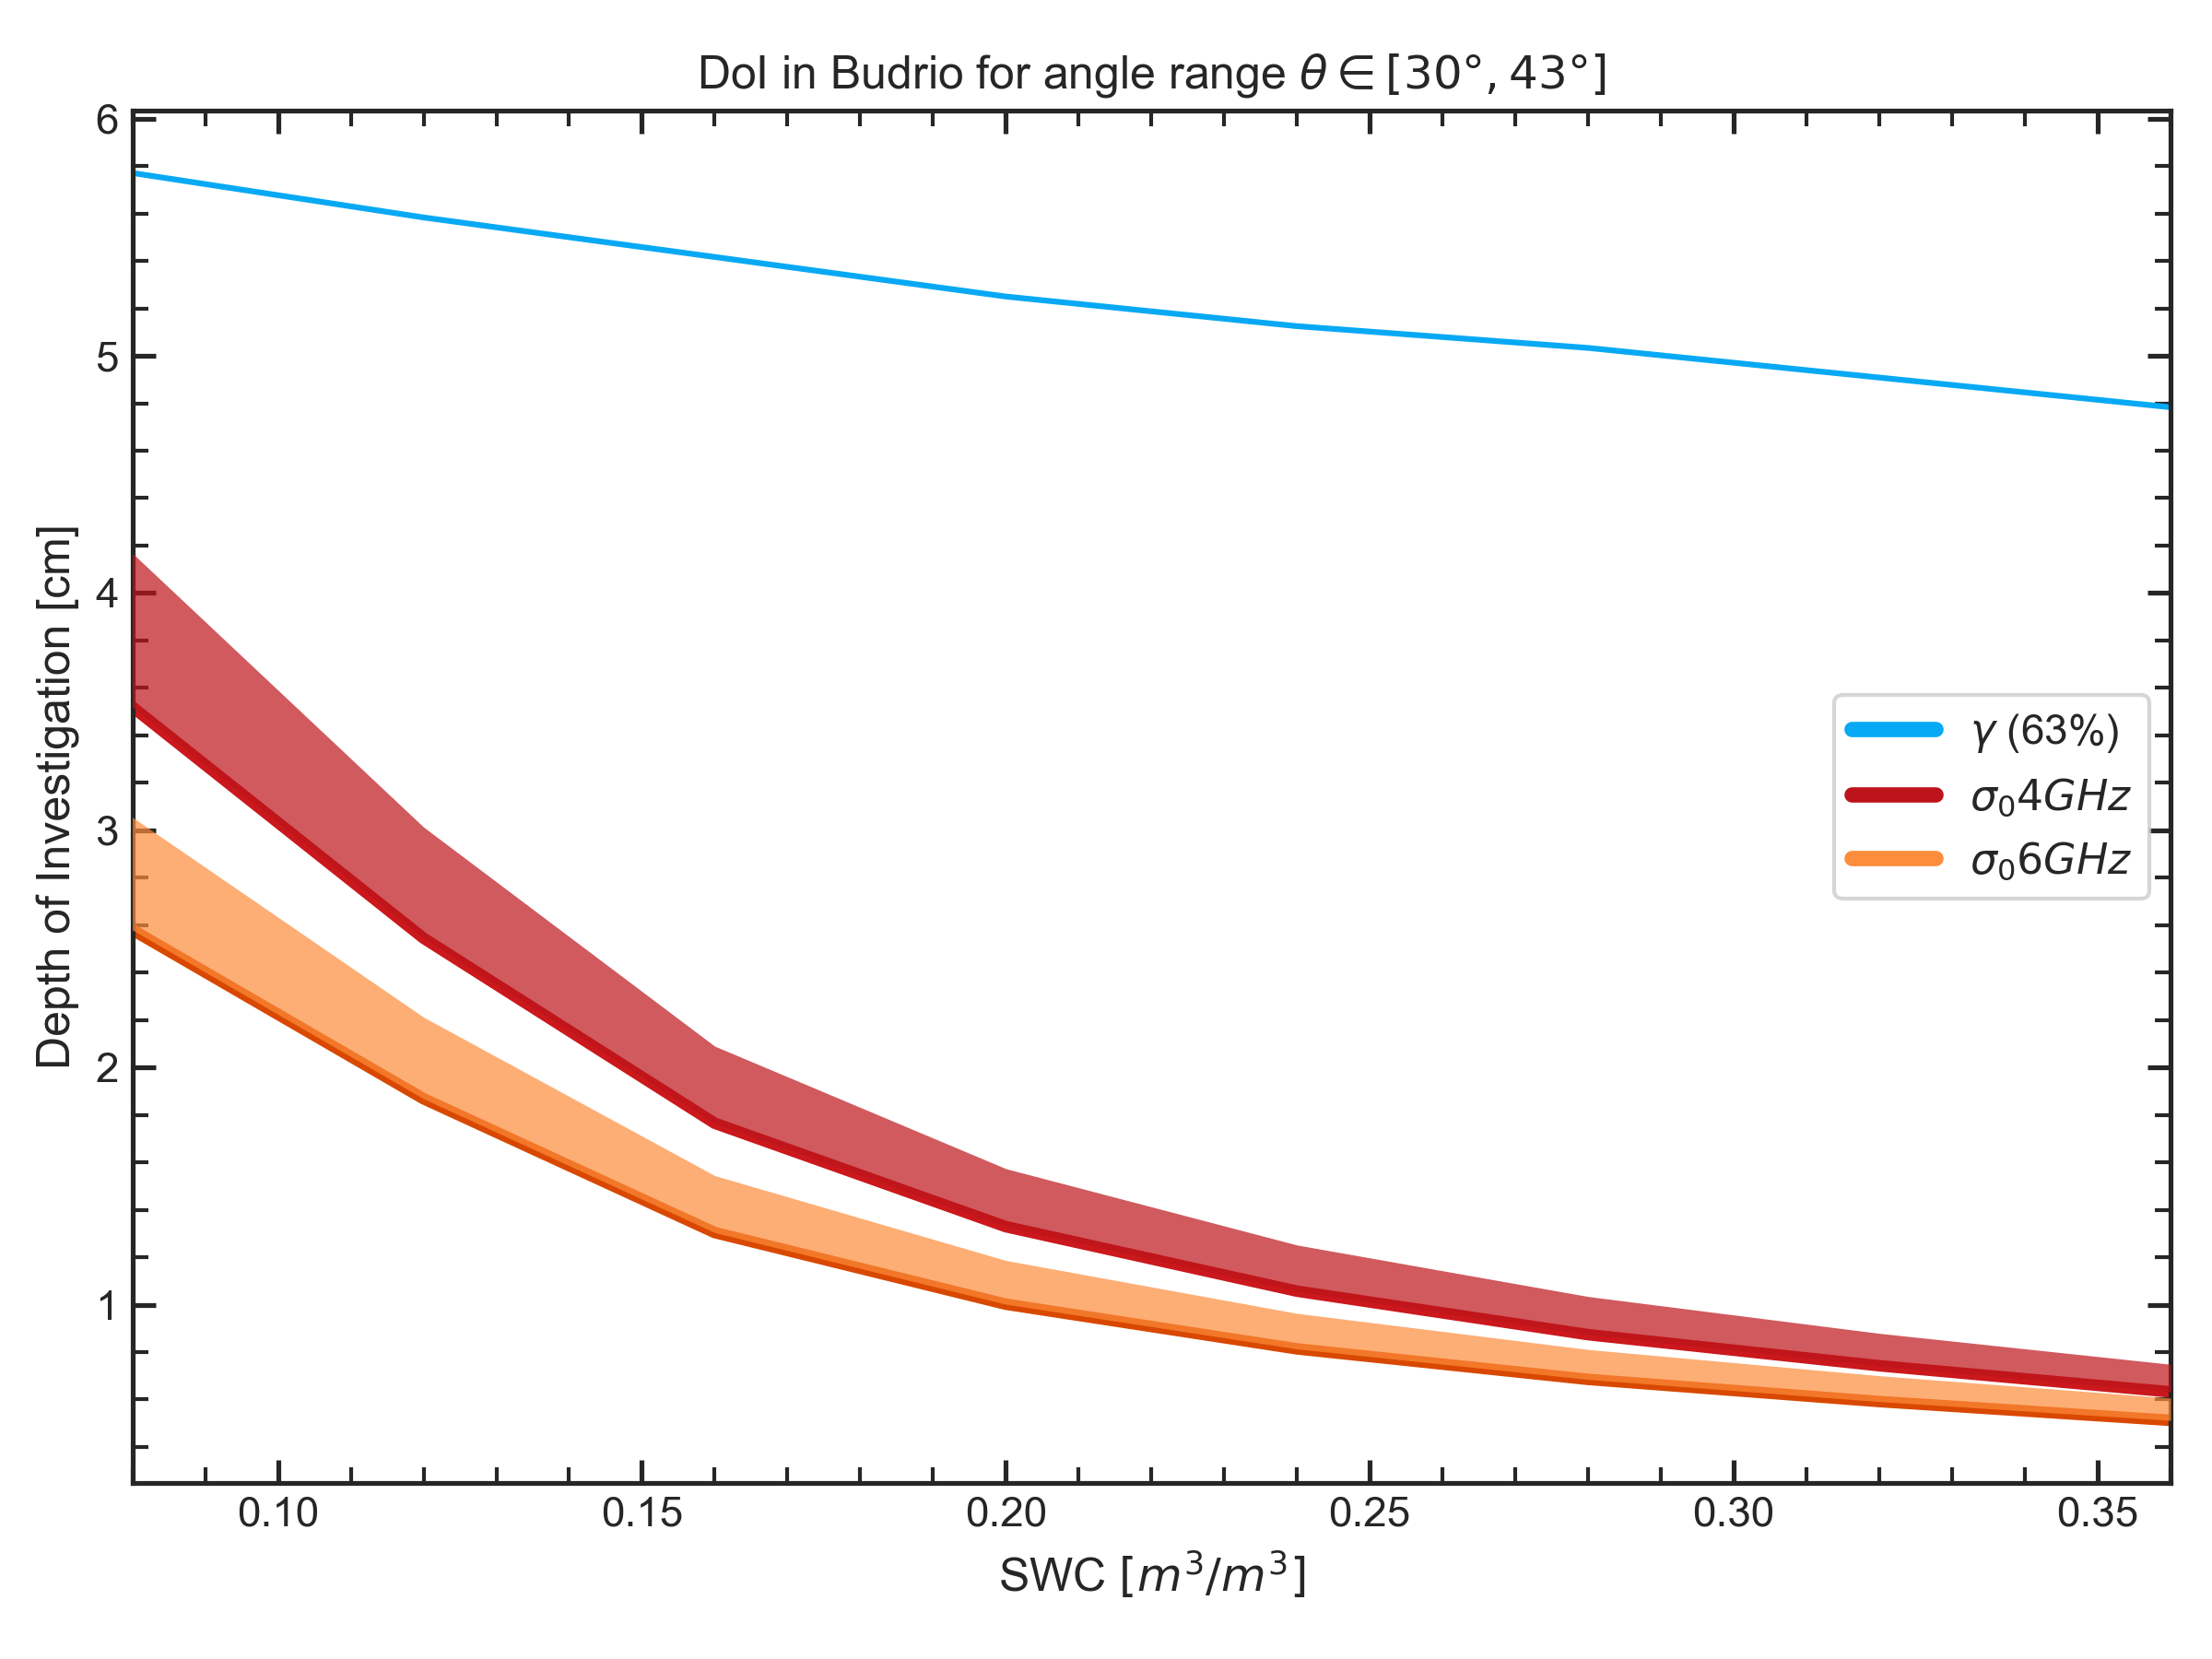 DoI in Budrio for angle range θ ∈ [30°, 43°]
6
5
4
3
2
1
Depth of Investigation [cm]
γ (63%)
σ₀4GHz
σ₀6GHz
0.10 0.15 0.20 0.25 0.30 0.35
SWC [m³/m³]